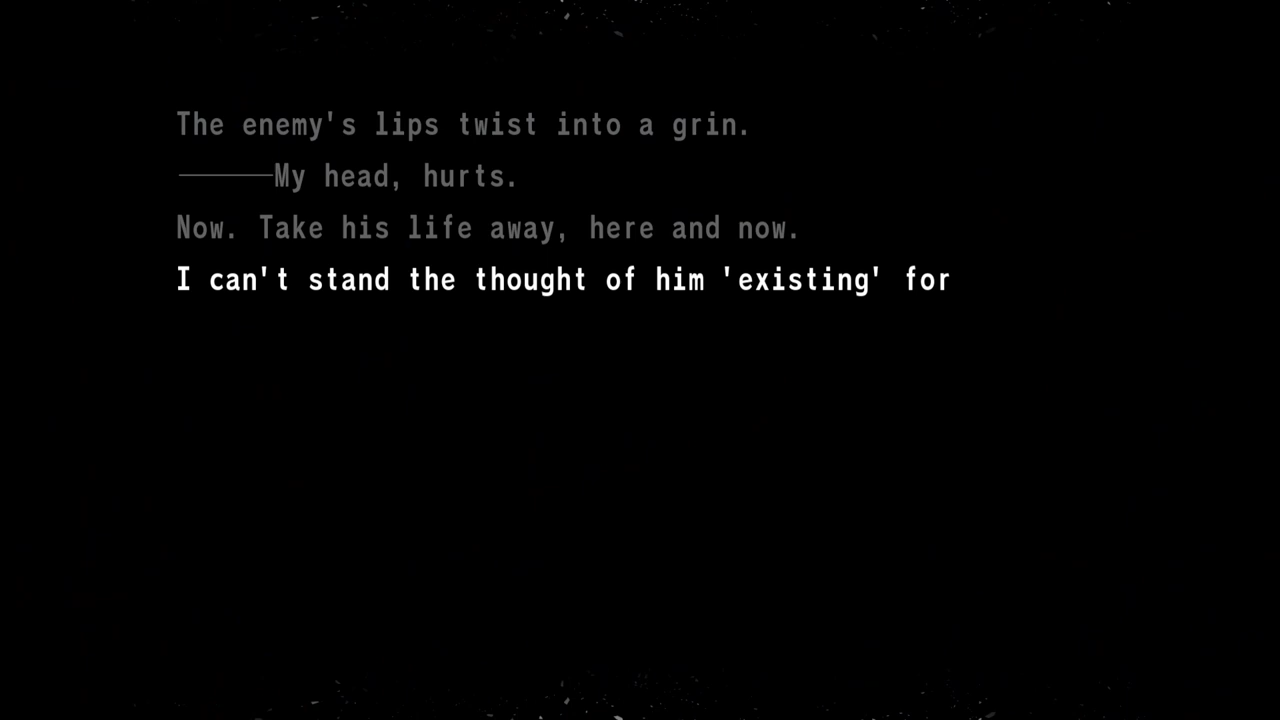 The enemy's lips twist into a grin.
―――My head, hurts.
Now. Take his life away, here and now.
I can't stand the thought of him 'existing' for